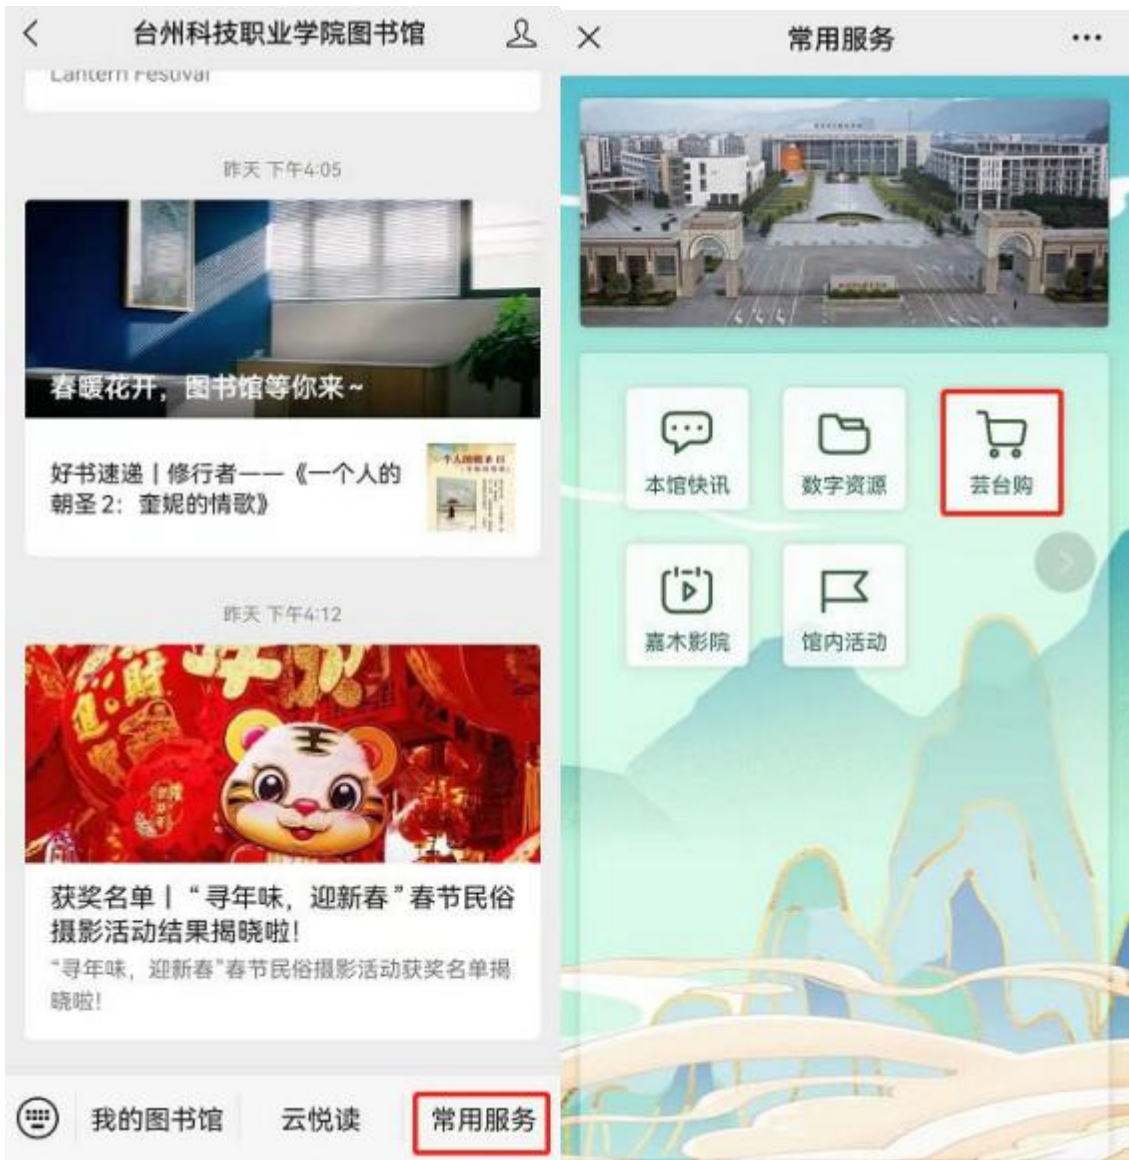 台州科技职业学院图书馆
Lantern Festival
昨天 下午4:05
春暖花开，图书馆等你来~
好书速递丨修行者——《一个人的
朝圣2：奎妮的情歌》
昨天 下午4:12
获奖名单丨“寻年味，迎新春”春节民俗
摄影活动结果揭晓啦！
“寻年味，迎新春”春节民俗摄影活动获奖名单揭
晓啦！
我的图书馆
云悦读
常用服务
常用服务
本馆快讯
数字资源
芸台购
嘉木影院
馆内活动